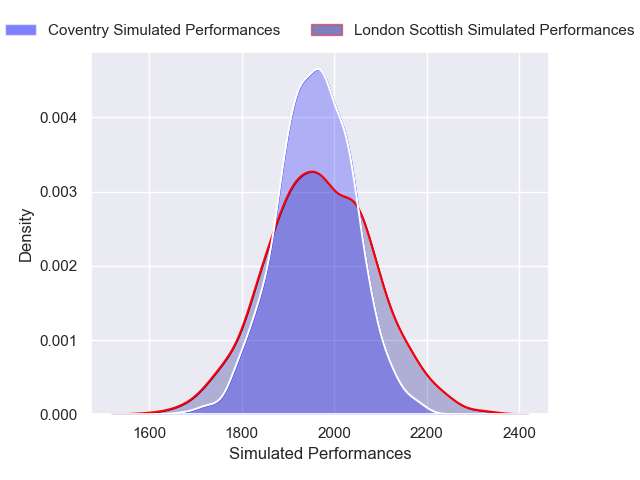 Coventry Simulated Performances London Scottish Simulated Performances
0.004
0.003
0.002
0.001
0.000
Density
1600 1800 2000 2200 2400
Simulated Performances